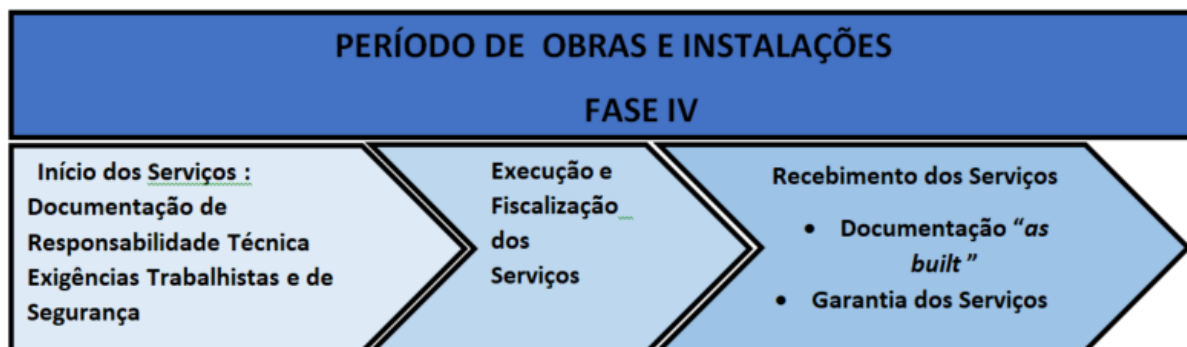 PERÍODO DE OBRAS E INSTALAÇÕES
FASE IV
Início dos Serviços :
Documentação de
Responsabilidade Técnica
Exigências Trabalhistas e de
Segurança
Execução e
Fiscalização
dos
Serviços
Recebimento dos Serviços
• Documentação “as
built ”
• Garantia dos Serviços